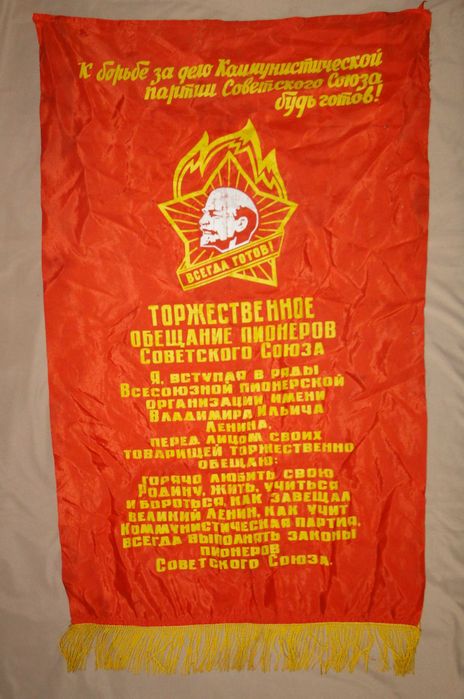 К борьбе за дело Коммунистической
партии Советского Союза
будь готов!
ВСЕГДА ГОТОВ!
ТОРЖЕСТВЕННОЕ
ОБЕЩАНИЕ ПИОНЕРОВ
СОВЕТСКОГО СОЮЗА
Я, ВСТУПАЯ В РЯДЫ
ВСЕСОЮЗНОЙ ПИОНЕРСКОЙ
ОРГАНИЗАЦИИ ИМЕНИ
ВЛАДИМИРА ИЛЬИЧА
ЛЕНИНА,
ПЕРЕД ЛИЦОМ СВОИХ
ТОВАРИЩЕЙ ТОРЖЕСТВЕННО
ОБЕЩАЮ:
ГОРЯЧО ЛЮБИТЬ СВОЮ
РОДИНУ, ЖИТЬ, УЧИТЬСЯ
И БОРОТЬСЯ, КАК ЗАВЕЩАЛ
ВЕЛИКИЙ ЛЕНИН, КАК УЧИТ
КОММУНИСТИЧЕСКАЯ ПАРТИЯ,
ВСЕГДА ВЫПОЛНЯТЬ ЗАКОНЫ
ПИОНЕРОВ
СОВЕТСКОГО СОЮЗА.